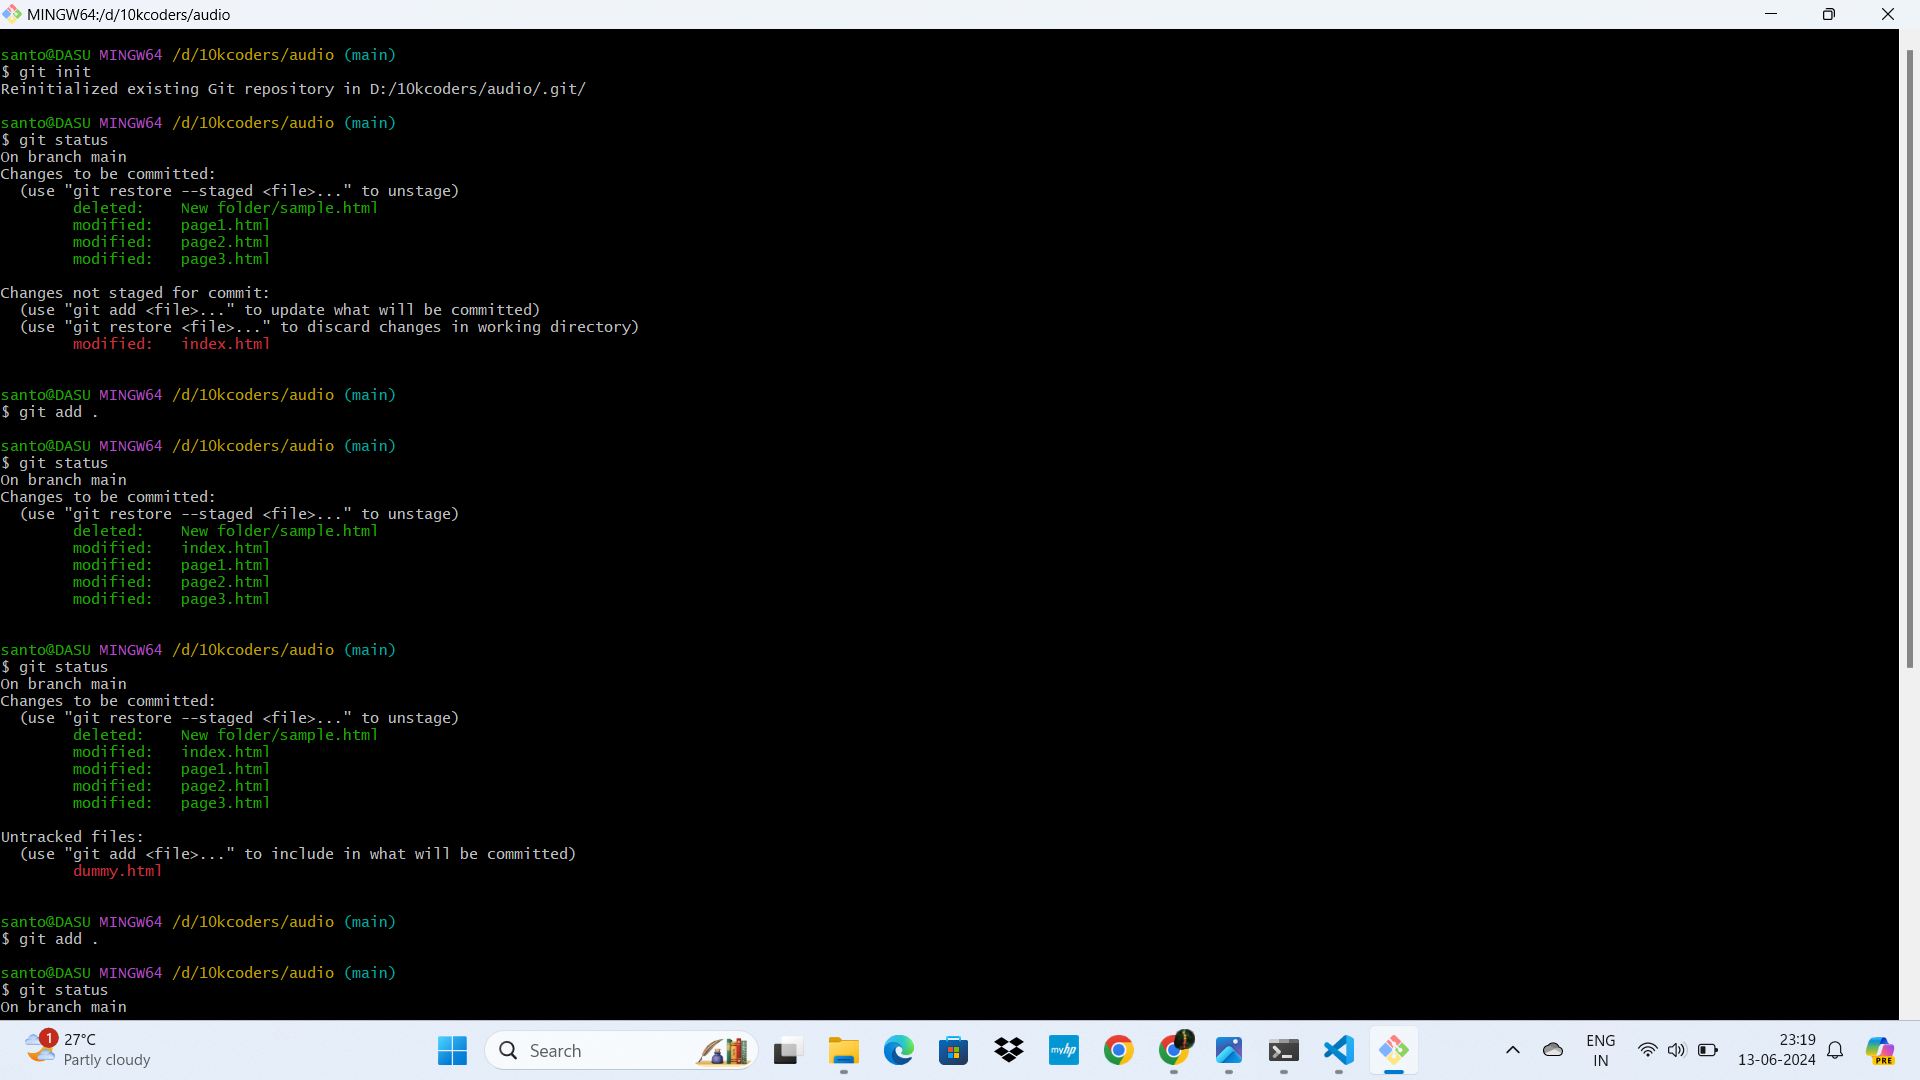 MINGW64:/d/10kcoders/audio
santo@DASU MINGW64 /d/10kcoders/audio (main)
$ git init
Reinitialized existing Git repository in D:/10kcoders/audio/.git/
santo@DASU MINGW64 /d/10kcoders/audio (main)
$ git status
On branch main
Changes to be committed:
  (use "git restore --staged <file>..." to unstage)
        deleted:    New folder/sample.html
        modified:   page1.html
        modified:   page2.html
        modified:   page3.html
Changes not staged for commit:
  (use "git add <file>..." to update what will be committed)
  (use "git restore <file>..." to discard changes in working directory)
        modified:   index.html
santo@DASU MINGW64 /d/10kcoders/audio (main)
$ git add .
santo@DASU MINGW64 /d/10kcoders/audio (main)
$ git status
On branch main
Changes to be committed:
  (use "git restore --staged <file>..." to unstage)
        deleted:    New folder/sample.html
        modified:   index.html
        modified:   page1.html
        modified:   page2.html
        modified:   page3.html
santo@DASU MINGW64 /d/10kcoders/audio (main)
$ git status
On branch main
Changes to be committed:
  (use "git restore --staged <file>..." to unstage)
        deleted:    New folder/sample.html
        modified:   index.html
        modified:   page1.html
        modified:   page2.html
        modified:   page3.html
Untracked files:
  (use "git add <file>..." to include in what will be committed)
        dummy.html
santo@DASU MINGW64 /d/10kcoders/audio (main)
$ git add .
santo@DASU MINGW64 /d/10kcoders/audio (main)
$ git status
On branch main
1
27°C
Partly cloudy
Search
myhp
ENG
IN
23:19
13-06-2024
PRE